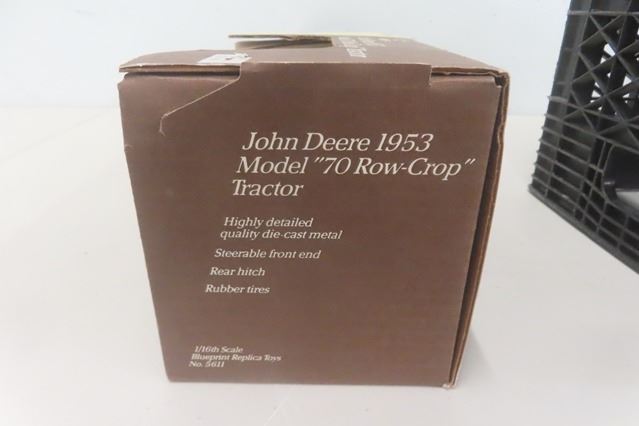 John Deere 1953
Model "70 Row-Crop"
Tractor
Highly detailed
quality die-cast metal
Steerable front end
Rear hitch
Rubber tires
1/16th Scale
Blueprint Replica Toys
No. 5611